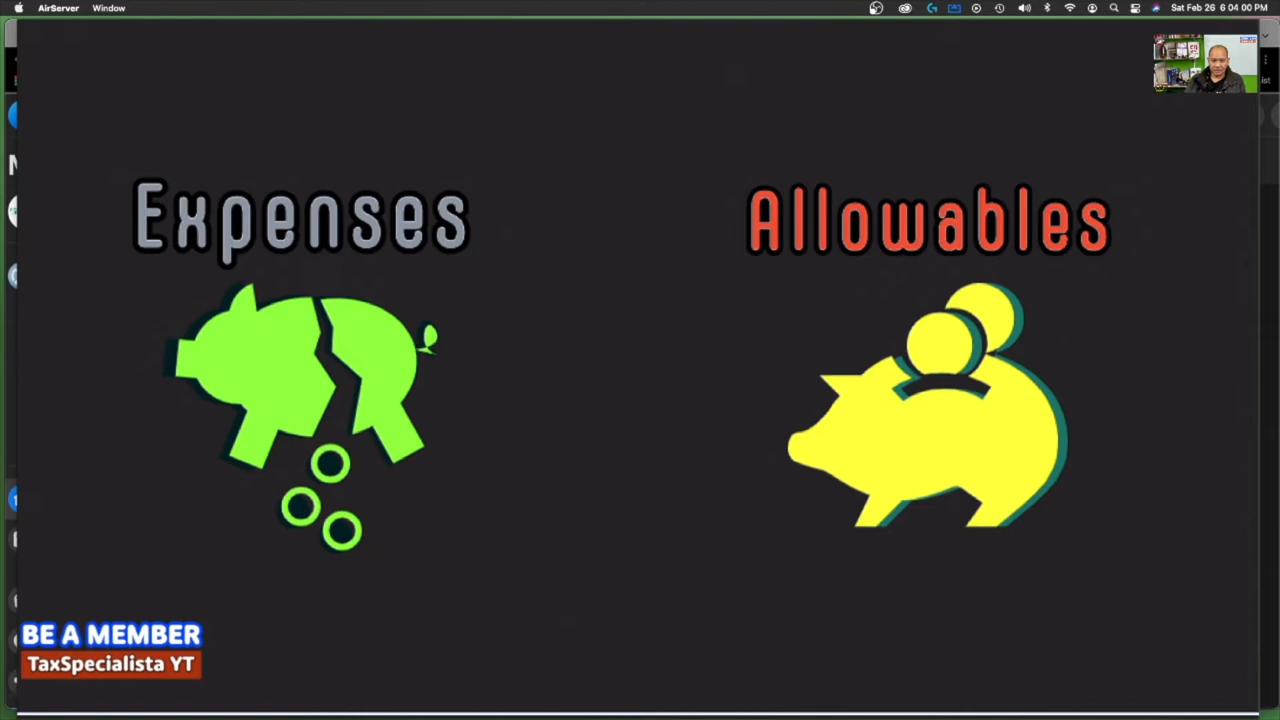 AirServer Window
Sat Feb 26 6:04:00 PM
Expenses
Allowables
BE A MEMBER
TaxSpecialista YT